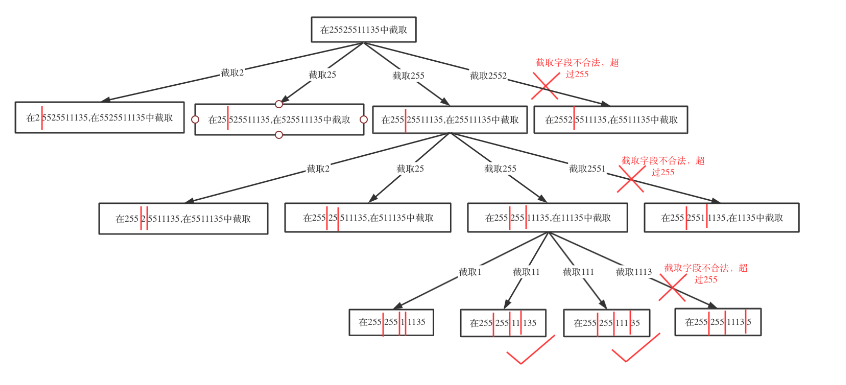 在25525511135中截取
截取2
截取25
截取255
截取2552
截取字段不合法，超
过255
在2 5525511135,在5525511135中截取
在25 525511135,在525511135中截取
在255 25511135,在25511135中截取
在2552 5511135,在5511135中截取
截取2
截取25
截取255
截取2551
截取字段不合法，超
过255
在255 2 5511135,在5511135中截取
在255 25 511135,在511135中截取
在255 255 11135,在11135中截取
在255 2551 1135,在1135中截取
截取1
截取11
截取111
截取1113
截取字段不合法，超
过255
在255 255 1 1135
在255 255 11 135
在255 255 111 35
在255 255 1113 5